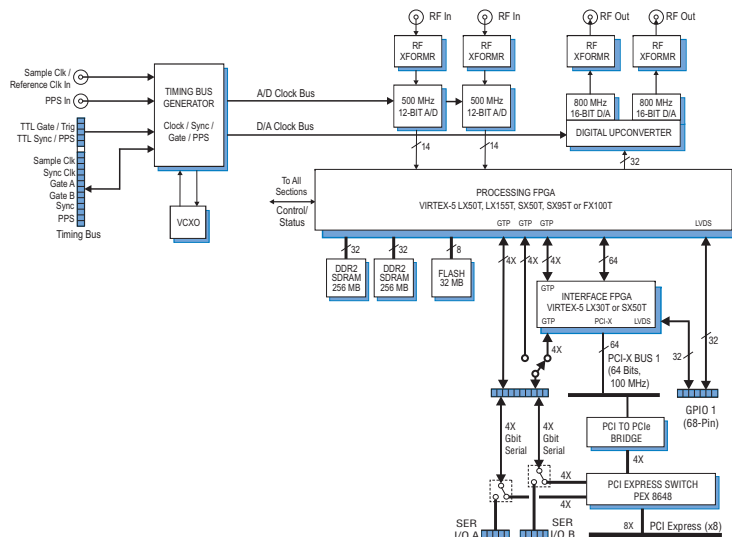 RF In
RF In
RF Out
RF Out
RF
XFORMR
RF
XFORMR
RF
XFORMR
RF
XFORMR
Sample Clk /
Reference Clk In
PPS In
TTL Gate / Trig
TTL Sync / PPS
Sample Clk
Sync Clk
Gate A
Gate B
Sync
PPS
Timing Bus
TIMING BUS
GENERATOR
Clock / Sync /
Gate / PPS
VCXO
A/D Clock Bus
D/A Clock Bus
500 MHz
12-BIT A/D
500 MHz
12-BIT A/D
800 MHz
16-BIT D/A
800 MHz
16-BIT D/A
DIGITAL UPCONVERTER
14
14
32
To All
Sections
Control/
Status
PROCESSING FPGA
VIRTEX-5 LX50T, LX155T, SX50T, SX95T or FX100T
GTP GTP GTP LVDS
32
32
8
4X
4X
4X
64
DDR2
SDRAM
256 MB
DDR2
SDRAM
256 MB
FLASH
32 MB
GTP
INTERFACE FPGA
VIRTEX-5 LX30T or SX50T
GTP PCI-X LVDS
4X
64
32
32
PCI-X BUS 1
(64 Bits,
100 MHz)
GPIO 1
(68-Pin)
4X
Gbit
Serial
4X
Gbit
Serial
PCI TO PCIe
BRIDGE
4X
4X
4X
PCI EXPRESS SWITCH
PEX 8648
SER
I/O A
SER
I/O B
8X
PCI Express (x8)